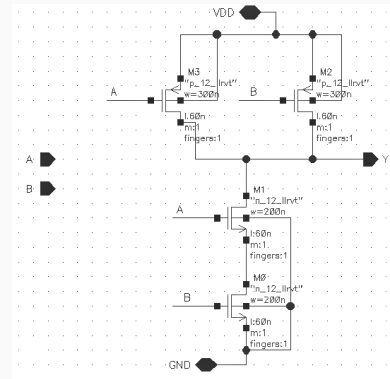 VDD
M3
"p_12_llrvt"
w=300n
l:60n
m:1
fingers:1
A
M2
"p_12_llrvt"
w=300n
l:60n
m:1
fingers:1
B
A
B
Y
M1
"n_12_llrvt"
w=200n
l:60n
m:1
fingers:1
A
M0
"n_12_llrvt"
w=200n
l:60n
m:1
fingers:1
B
GND